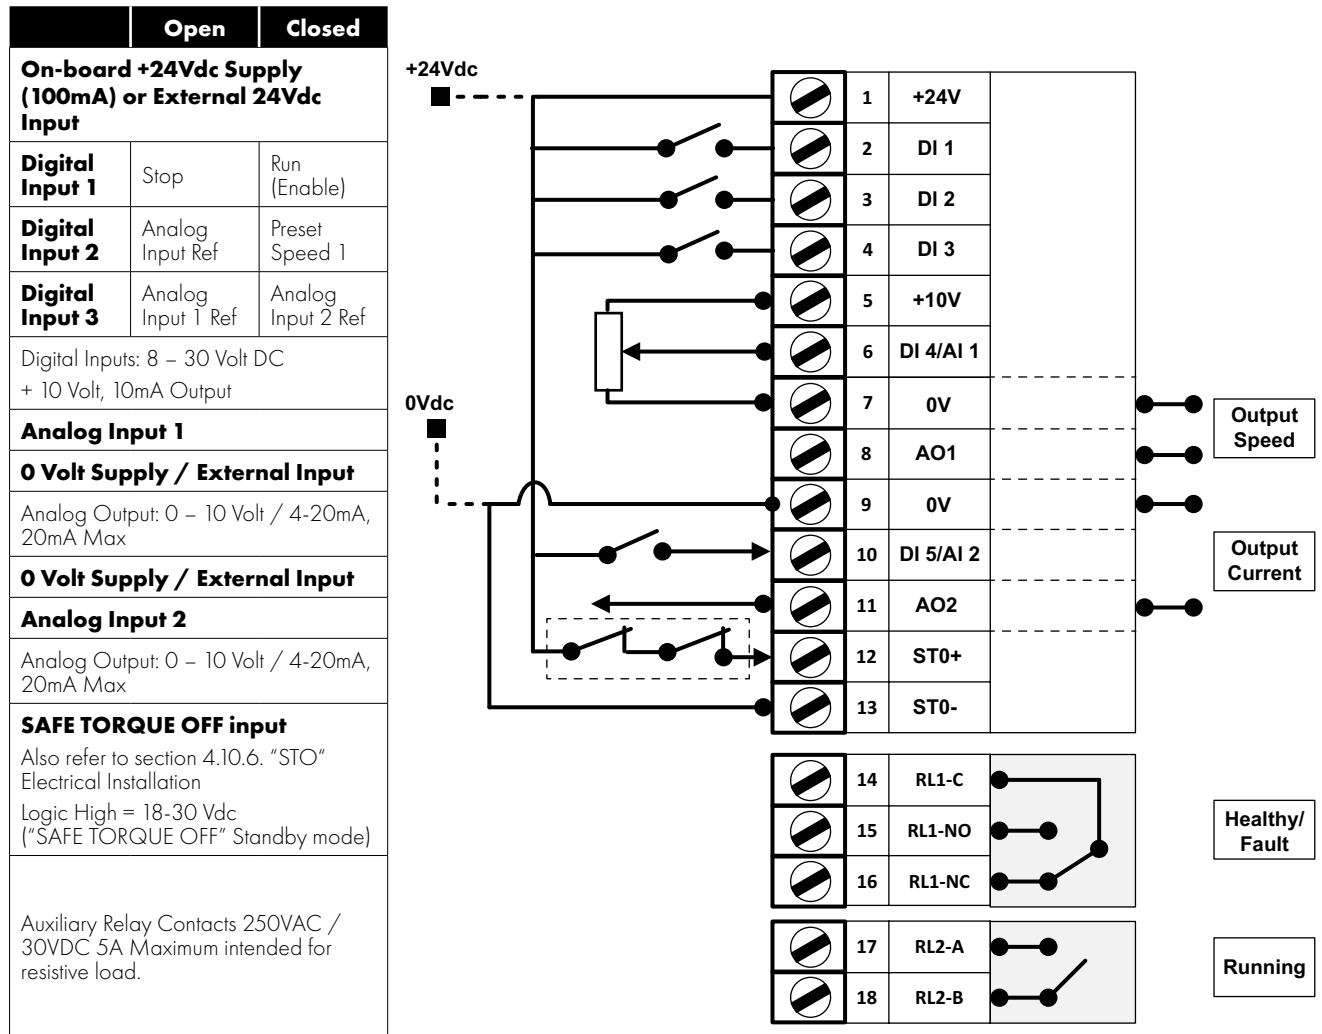 Open Closed
On-board +24Vdc Supply
(100mA) or External 24Vdc
Input
Digital
Input 1
Stop
Run
(Enable)
Digital
Input 2
Analog
Input Ref
Preset
Speed 1
Digital
Input 3
Analog
Input 1 Ref
Analog
Input 2 Ref
Digital Inputs: 8 – 30 Volt DC
+ 10 Volt, 10mA Output
Analog Input 1
0 Volt Supply / External Input
Analog Output: 0 – 10 Volt / 4-20mA,
20mA Max
0 Volt Supply / External Input
Analog Input 2
Analog Output: 0 – 10 Volt / 4-20mA,
20mA Max
SAFE TORQUE OFF input
Also refer to section 4.10.6. “STO“
Electrical Installation
Logic High = 18-30 Vdc
(“SAFE TORQUE OFF” Standby mode)
Auxiliary Relay Contacts 250VAC /
30VDC 5A Maximum intended for
resistive load.
+24Vdc
0Vdc
1 +24V
2 DI 1
3 DI 2
4 DI 3
5 +10V
6 DI 4/AI 1
7 0V
8 AO1
9 0V
10 DI 5/AI 2
11 AO2
12 ST0+
13 ST0-
14 RL1-C
15 RL1-NO
16 RL1-NC
17 RL2-A
18 RL2-B
Output
Speed
Output
Current
Healthy/
Fault
Running